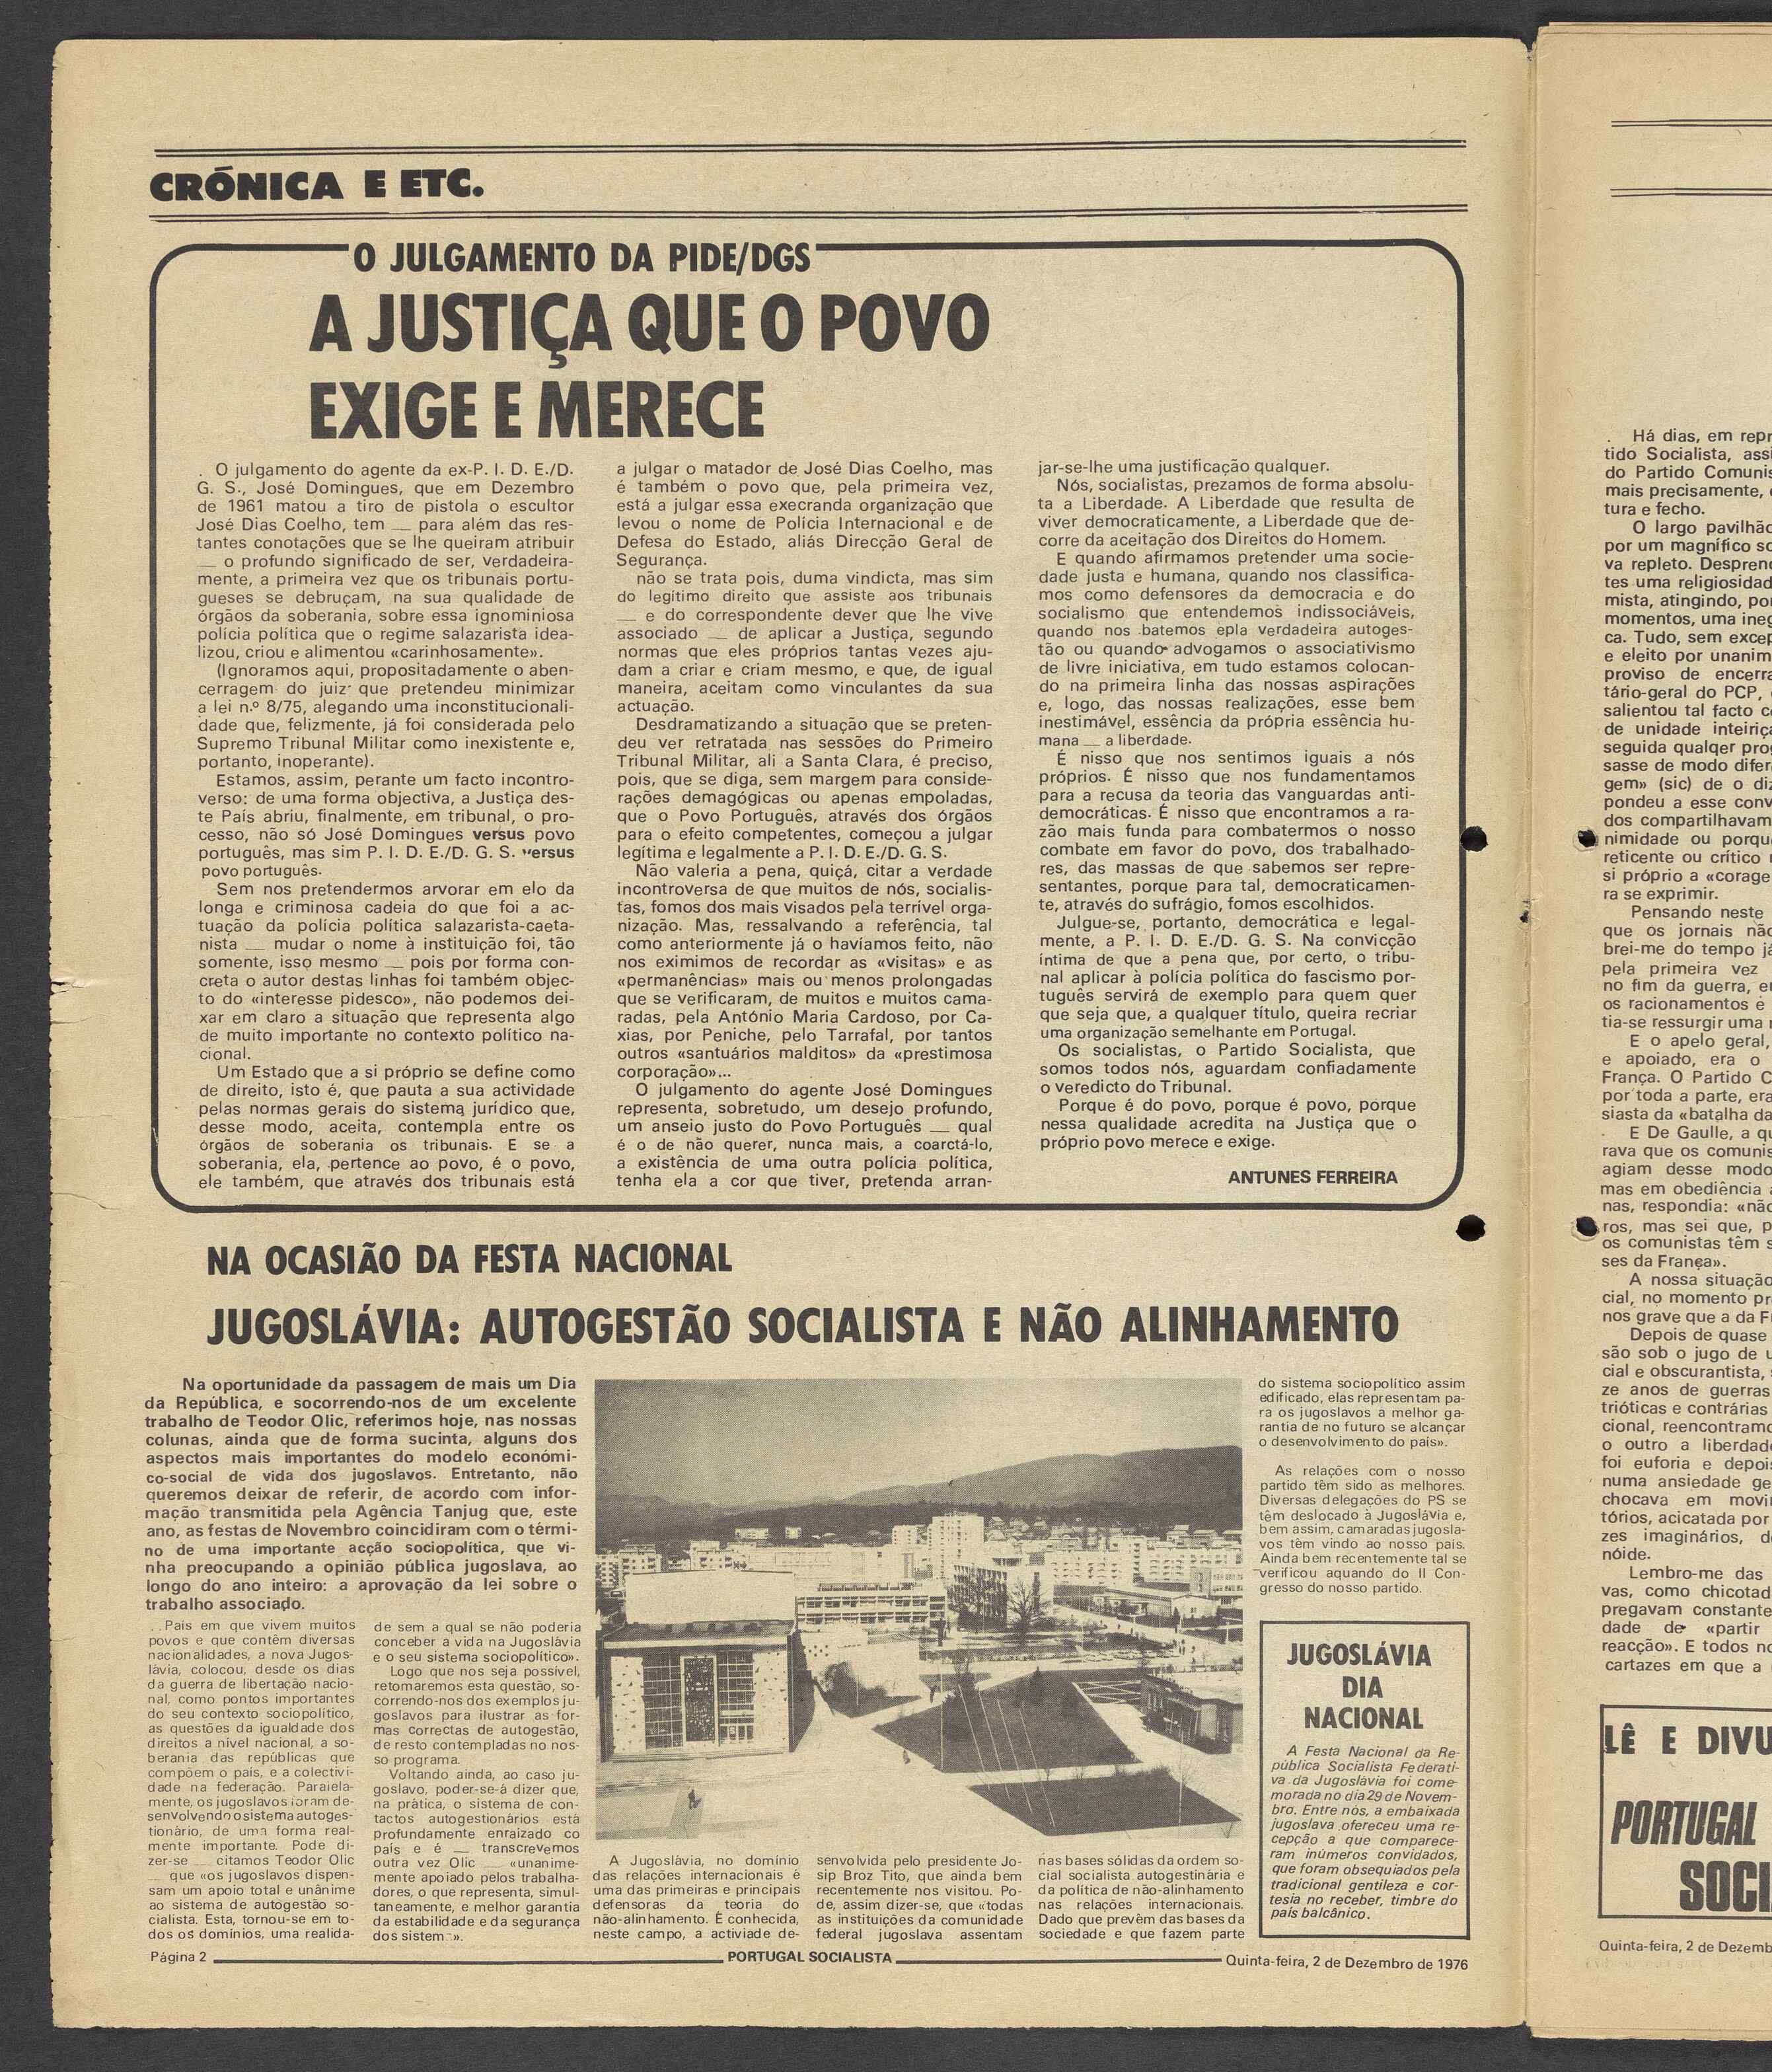 CRÓNICA E ETC.
O JULGAMENTO DA PIDE/DGS
A JUSTIÇA QUE O POVO
EXIGE E MERECE
O julgamento do agente da ex-P. I. D. E./D.
G. S., José Domingues, que em Dezembro
de 1961 matou a tiro de pistola o escultor
José Dias Coelho, tem — para além das res-
tantes conotações que se lhe queiram atribuir
— o profundo significado de ser, verdadeira-
mente, a primeira vez que os tribunais portu-
gueses se debruçam, na sua qualidade de
órgãos da soberania, sobre essa ignominiosa
polícia política que o regime salazarista idea-
lizou, criou e alimentou «carinhosamente».
(Ignoramos aqui, propositadamente o aben-
cerragem do juiz que pretendeu minimizar
a lei n.º 8/75, alegando uma inconstitucionali-
dade que, felizmente, já foi considerada pelo
Supremo Tribunal Militar como inexistente e,
portanto, inoperante).
Estamos, assim, perante um facto incontro-
verso: de uma forma objectiva, a Justiça des-
te País abriu, finalmente, em tribunal, o pro-
cesso, não só José Domingues versus povo
português, mas sim P. I. D. E./D. G. S. versus
povo português.
Sem nos pretendermos arvorar em elo da
longa e criminosa cadeia do que foi a ac-
tuação da polícia política salazarista-caeta-
nista — mudar o nome à instituição foi, tão
somente, isso mesmo — pois por forma con-
creta o autor destas linhas foi também objec-
to do «interesse pidesco», não podemos dei-
xar em claro a situação que representa algo
de muito importante no contexto político na-
cional.
Um Estado que a si próprio se define como
de direito, isto é, que pauta a sua actividade
pelas normas gerais do sistema jurídico que,
desse modo, aceita, contempla entre os
órgãos de soberania os tribunais. E se a
soberania, ela, pertence ao povo, é o povo,
ele também, que através dos tribunais está
a julgar o matador de José Dias Coelho, mas
é também o povo que, pela primeira vez,
está a julgar essa execranda organização que
levou o nome de Polícia Internacional e de
Defesa do Estado, aliás Direcção Geral de
Segurança.
não se trata pois, duma vindicta, mas sim
do legítimo direito que assiste aos tribunais
— e do correspondente dever que lhe vive
associado — de aplicar a Justiça, segundo
normas que eles próprios tantas vezes aju-
dam a criar e criam mesmo, e que, de igual
maneira, aceitam como vinculantes da sua
actuação.
Desdramatizando a situação que se preten-
deu ver retratada nas sessões do Primeiro
Tribunal Militar, ali a Santa Clara, é preciso,
pois, que se diga, sem margem para conside-
rações demagógicas ou apenas empoladas,
que o Povo Português, através dos órgãos
para o efeito competentes, começou a julgar
legítima e legalmente a P. I. D. E./D. G. S.
Não valeria a pena, quiçá, citar a verdade
incontroversa de que muitos de nós, socialis-
tas, fomos dos mais visados pela terrível orga-
nização. Mas, ressalvando a referência, tal
como anteriormente já o havíamos feito, não
nos eximimos de recordar as «visitas» e as
«permanências» mais ou menos prolongadas
que se verificaram, de muitos e muitos cama-
radas, pela António Maria Cardoso, por Ca-
xias, por Peniche, pelo Tarrafal, por tantos
outros «santuários malditos» da «prestimosa
corporação»...
O julgamento do agente José Domingues
representa, sobretudo, um desejo profundo,
um anseio justo do Povo Português — qual
é o de não querer, nunca mais, a coarctá-lo,
a existência de uma outra polícia política,
tenha ela a cor que tiver, pretenda arran-
jar-se-lhe uma justificação qualquer.
Nós, socialistas, prezamos de forma absolu-
ta a Liberdade. A Liberdade que resulta de
viver democraticamente, a Liberdade que de-
corre da aceitação dos Direitos do Homem.
E quando afirmamos pretender uma socie-
dade justa e humana, quando nos classifica-
mos como defensores da democracia e do
socialismo que entendemos indissociáveis,
quando nos batemos epla verdadeira autoges-
tão ou quando advogamos o associativismo
de livre iniciativa, em tudo estamos colocan-
do na primeira linha das nossas aspirações
e, logo, das nossas realizações, esse bem
inestimável, essência da própria essência hu-
mana — a liberdade.
É nisso que nos sentimos iguais a nós
próprios. É nisso que nos fundamentamos
para a recusa da teoria das vanguardas anti-
democráticas. É nisso que encontramos a ra-
zão mais funda para combatermos o nosso
combate em favor do povo, dos trabalhado-
res, das massas de que sabemos ser repre-
sentantes, porque para tal, democraticamen-
te, através do sufrágio, fomos escolhidos.
Julgue-se, portanto, democrática e legal-
mente, a P. I. D. E./D. G. S. Na convicção
íntima de que a pena que, por certo, o tribu-
nal aplicar à polícia política do fascismo por-
tuguês servirá de exemplo para quem quer
que seja que, a qualquer título, queira recriar
uma organização semelhante em Portugal.
Os socialistas, o Partido Socialista, que
somos todos nós, aguardam confiadamente
o veredicto do Tribunal.
Porque é do povo, porque é povo, porque
nessa qualidade acredita na Justiça que o
próprio povo merece e exige.
ANTUNES FERREIRA
NA OCASIÃO DA FESTA NACIONAL
JUGOSLÁVIA: AUTOGESTÃO SOCIALISTA E NÃO ALINHAMENTO
Na oportunidade da passagem de mais um Dia
da República, e socorrendo-nos de um excelente
trabalho de Teodor Olic, referimos hoje, nas nossas
colunas, ainda que de forma sucinta, alguns dos
aspectos mais importantes do modelo económi-
co-social de vida dos jugoslavos. Entretanto, não
queremos deixar de referir, de acordo com infor-
mação transmitida pela Agência Tanjug que, este
ano, as festas de Novembro coincidiram com o térmi-
no de uma importante acção sociopolítica, que vi-
nha preocupando a opinião pública jugoslava, ao
longo do ano inteiro: a aprovação da lei sobre o
trabalho associado.
País em que vivem muitos
povos e que contém diversas
nacionalidades, a nova Jugos-
lávia, colocou, desde os dias
da guerra de libertação nacio-
nal, como pontos importantes
do seu contexto sociopolítico,
as questões da igualdade dos
direitos a nível nacional, a so-
berania das repúblicas que
compõem o país, e a colectivi-
dade na federação. Paralela-
mente, os jugoslavos foram de-
senvolvendo o sistema autoges-
tionário, de uma forma real-
mente importante. Pode di-
zer-se — citamos Teodor Olic
— que «os jugoslavos dispen-
sam um apoio total e unânime
ao sistema de autogestão so-
cialista. Esta, tornou-se em to-
dos os domínios, uma realida-
de sem a qual se não poderia
conceber a vida na Jugoslávia
e o seu sistema sociopolítico».
Logo que nos seja possível,
retomaremos esta questão, so-
correndo-nos dos exemplos ju-
goslavos para ilustrar as for-
mas correctas de autogestão,
de resto contempladas no nos-
so programa.
Voltando ainda, ao caso ju-
goslavo, poder-se-á dizer que,
na prática, o sistema de con-
tactos autogestionários está
profundamente enraizado co
país e é — transcrevemos
outra vez Olic — «unanime-
mente apoiado pelos trabalha-
dores, o que representa, simul-
taneamente, e melhor garantia
da estabilidade e da segurança
dos sistem
A Jugoslávia, no domínio
das relações internacionais é
uma das primeiras e principais
defensoras da teoria do
não-alinhamento. É conhecida,
neste campo, a activiade de-
senvolvida pelo presidente Jo-
sip Broz Tito, que ainda bem
recentemente nos visitou. Po-
de, assim dizer-se, que «todas
as instituições da comunidade
federal jugoslava assentam
nas bases sólidas da ordem so-
cial socialista autogestinária e
da política de não-alinhamento
nas relações internacionais.
Dado que prevêm das bases da
sociedade e que fazem parte
do sistema sociopolítico assim
edificado, elas representam pa-
ra os jugoslavos a melhor ga-
rantia de no futuro se alcançar
o desenvolvimento do país».
As relações com o nosso
partido têm sido as melhores.
Diversas delegações do PS se
têm deslocado à Jugoslávia e,
bem assim, camaradas jugosla-
vos têm vindo ao nosso país.
Ainda bem recentemente tal se
verificou aquando do II Con-
gresso do nosso partido.
JUGOSLÁVIA
DIA
NACIONAL
A Festa Nacional da Re-
pública Socialista Federati-
va da Jugoslávia foi come-
morada no dia 29 de Novem-
bro. Entre nós, a embaixada
jugoslava ofereceu uma re-
cepção a que comparece-
ram inúmeros convidados,
que foram obsequiados pela
tradicional gentileza e cor-
tesia no receber, timbre do
país balcânico.
Página 2
PORTUGAL SOCIALISTA
Quinta-feira, 2 de Dezembro de 1976
Há dias, em repr
tido Socialista, assi
do Partido Comunis
mais precisamente,
tura e fecho.
O largo pavilhão
por um magnífico so
va repleto. Desprend
tes uma religiosidad
mista, atingindo, po
momentos, uma ineg
ca. Tudo, sem excep
e eleito por unanim
proviso de encerra
tário-geral do PCP,
salientou tal facto c
de unidade inteiriça
seguida qualqer pro
sasse de modo difer
gem» (sic) de o diz
pondeu a esse conv
dos compartilhavam
nimidade ou porqu
reticente ou crítico
si próprio a «corage
ra se exprimir.
Pensando neste
que os jornais não
brei-me do tempo já
pela primeira vez
no fim da guerra, e
os racionamentos e
tia-se ressurgir uma
E o apelo geral,
e apoiado, era o
França. O Partido C
por toda a parte, era
siasta da «batalha da
E De Gaulle, a qu
rava que os comunis
agiam desse modo
mas em obediência
nas, respondia: «não
ros, mas sei que, p
os comunistas têm s
ses da França».
A nossa situação
cial, no momento pr
nos grave que a da F
Depois de quase
são sob o jugo de u
cial e obscurantista,
ze anos de guerras
trióticas e contrárias
cional, reencontramo
o outro a liberdade
foi euforia e depois
numa ansiedade ge
chocava em movi
tórios, acicatada por
zes imaginários, d
nóide.
Lembro-me das
vas, como chicotad
pregavam constante
dade de «partir
reacção». E todos no
cartazes em que a
LÊ E DIVU
PORTUGAL
SOCI
Quinta-feira, 2 de Dezemb